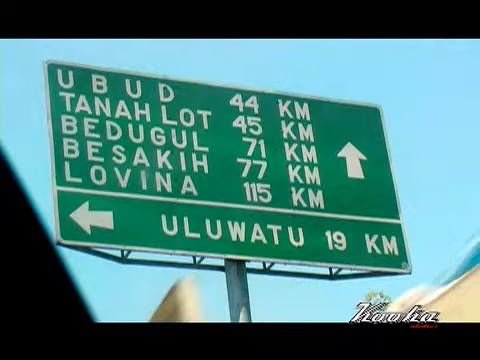 UBUD 44 KM
TANAH LOT 45 KM
BEDUGUL 71 KM
BESAKIH 77 KM
LOVINA 115 KM
ULUWATU 19 KM